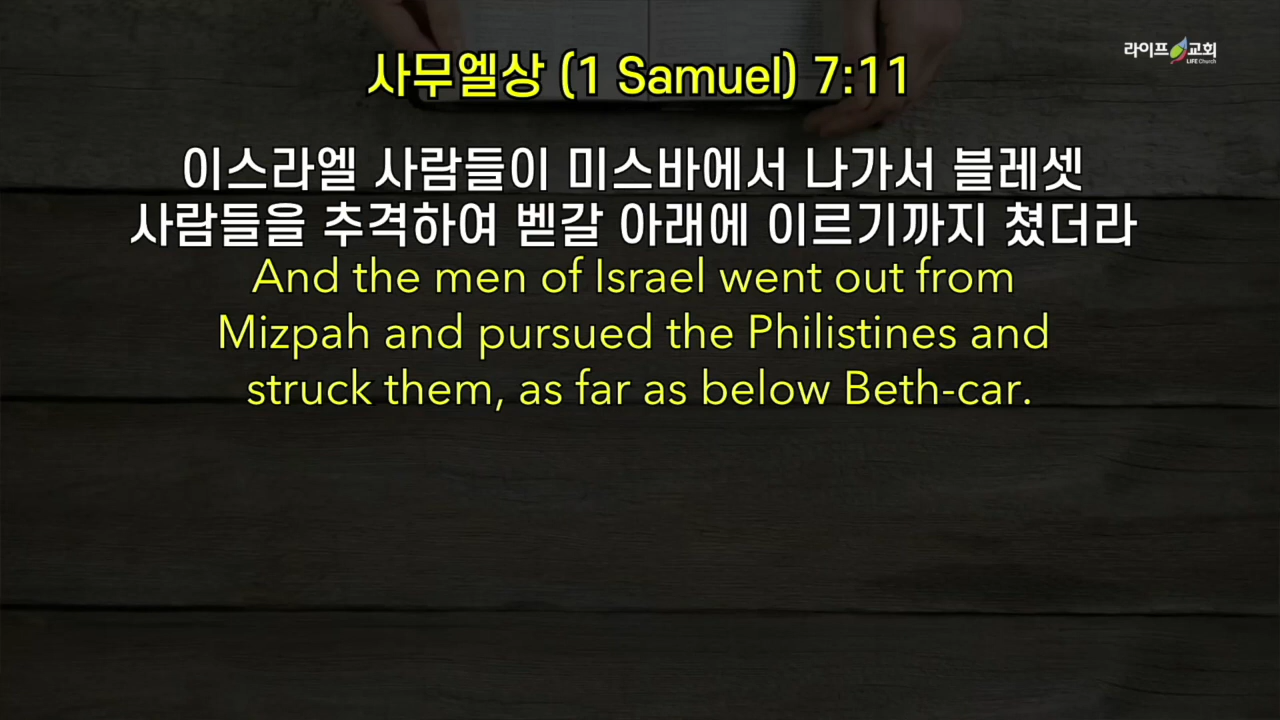 라이프 교회
LIFE Church
사무엘상 (1 Samuel) 7:11
이스라엘 사람들이 미스바에서 나가서 블레셋
사람들을 추격하여 벧갈 아래에 이르기까지 쳤더라
And the men of Israel went out from
Mizpah and pursued the Philistines and
struck them, as far as below Beth-car.